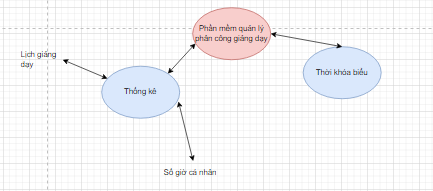 Phần mềm quản lý
phân công giảng dạy
Lịch giảng
dạy
Thời khóa biểu
Thống kê
Số giờ cá nhân